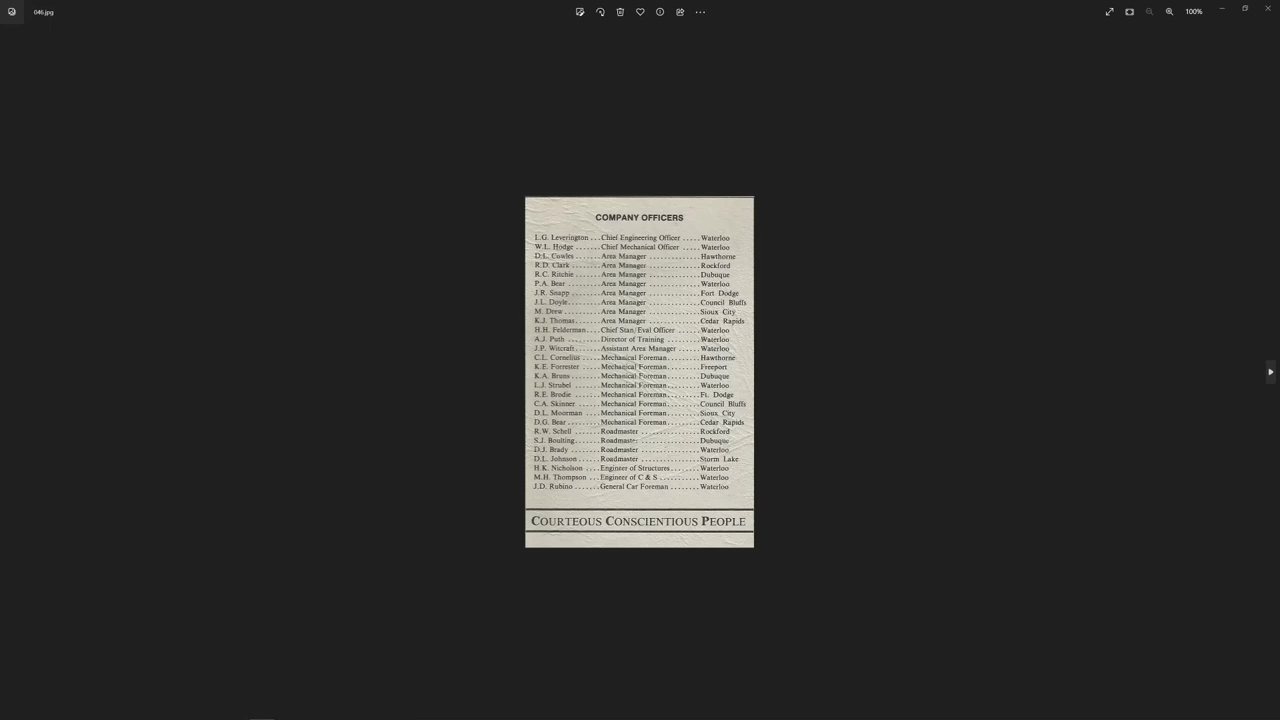 046.jpg
100%
COMPANY OFFICERS
L.G. Leverington ... Chief Engineering Officer ..... Waterloo
W.L. Hodge ....... Chief Mechanical Officer ...... Waterloo
D.L. Cowles ...... Area Manager ............. Hawthorne
R.D. Clark ....... Area Manager ............. Rockford
R.C. Ritchie ...... Area Manager ............. Dubuque
P.A. Bear ........ Area Manager ............. Waterloo
J.R. Snapp ....... Area Manager ............. Fort Dodge
J.L. Doyle ....... Area Manager ............. Council Bluffs
M. Drew ........ Area Manager ............. Sioux City
K.J. Thomas ..... Area Manager ............. Cedar Rapids
H.H. Felderman ... Chief Stan/Eval Officer ...... Waterloo
A.J. Puth ....... Director of Training ........ Waterloo
J.P. Witcraft ..... Assistant Area Manager ..... Waterloo
C.L. Cornelius .... Mechanical Foreman ........ Hawthorne
K.E. Forrester .... Mechanical Foreman ........ Freeport
K.A. Bruns ...... Mechanical Foreman ........ Dubuque
L.J. Strubel ...... Mechanical Foreman ........ Waterloo
R.E. Brodie ...... Mechanical Foreman ........ Ft. Dodge
C.A. Skinner ..... Mechanical Foreman ........ Council Bluffs
D.L. Moorman .... Mechanical Foreman ........ Sioux City
D.G. Bear ....... Mechanical Foreman ........ Cedar Rapids
R.W. Schell ...... Roadmaster .............. Rockford
S.J. Boulting ...... Roadmaster .............. Dubuque
D.J. Brady ....... Roadmaster .............. Waterloo
D.L. Johnson ..... Roadmaster .............. Storm Lake
H.K. Nicholson ... Engineer of Structures ....... Waterloo
M.H. Thompson ... Engineer of C & S .......... Waterloo
J.D. Rubino ...... General Car Foreman ........ Waterloo
COURTEOUS CONSCIENTIOUS PEOPLE